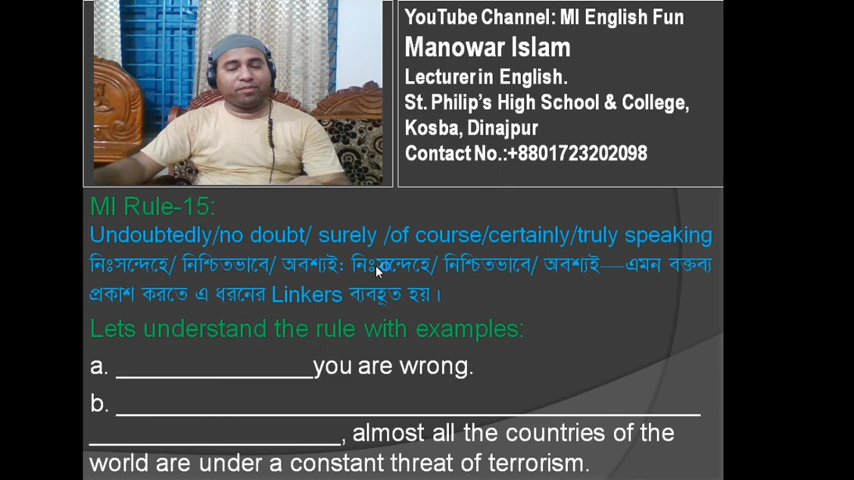 YouTube Channel: MI English Fun
Manowar Islam
Lecturer in English.
St. Philip's High School & College,
Kosba, Dinajpur
Contact No.:+8801723202098
MI Rule-15:
Undoubtedly/no doubt/ surely /of course/certainly/truly speaking
নিঃসন্দেহে/ নিশ্চিতভাবে/ অবশ্যই: নিঃসন্দেহে/ নিশ্চিতভাবে/ অবশ্যই—এমন বক্তব্য
প্রকাশ করতে এ ধরনের Linkers ব্যবহূত হয়।
Lets understand the rule with examples:
a. _______________you are wrong.
b. _____________________________________________
___________________, almost all the countries of the
world are under a constant threat of terrorism.